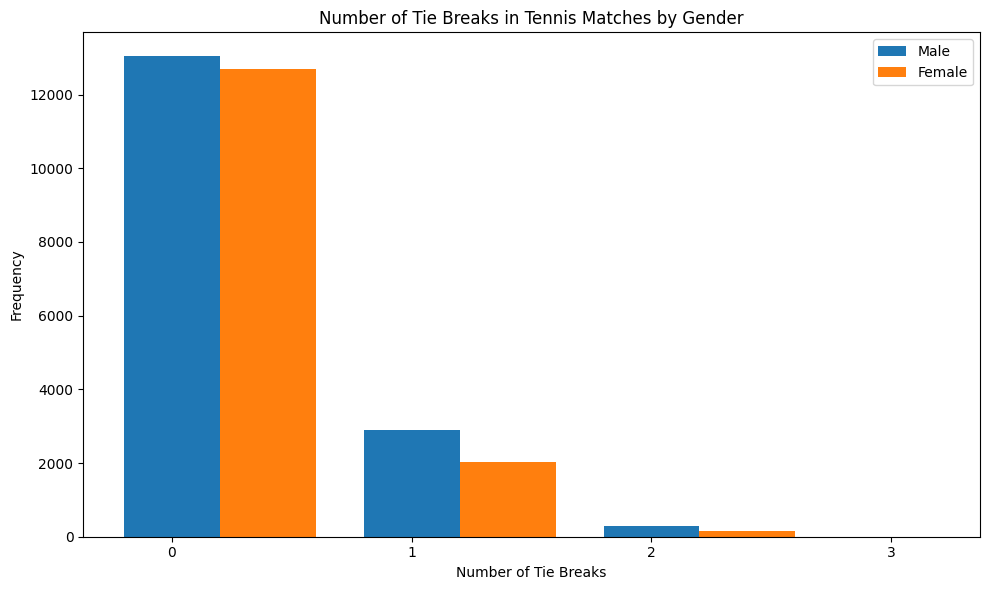 Number of Tie Breaks in Tennis Matches by Gender
Male
Female
Frequency
12000
10000
8000
6000
4000
2000
0
0 1 2 3
Number of Tie Breaks